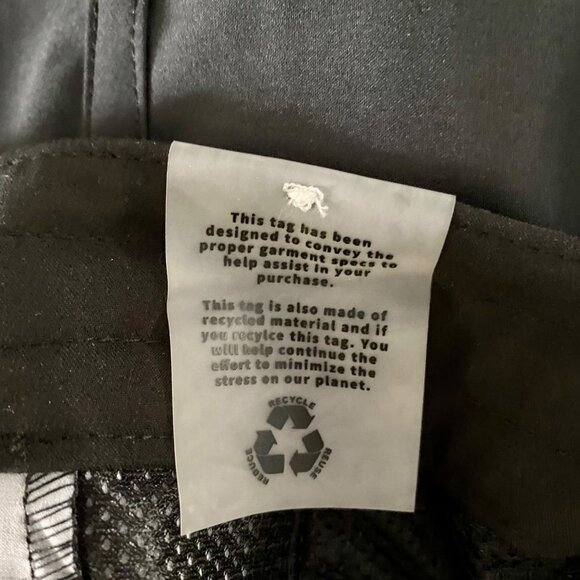 This tag has been
designed to convey the
proper garment specs to
help assist in your
purchase.
This tag is also made of
recycled material and if
you recylce this tag. You
will help continue the
effort to minimize the
stress on our planet.
RECYCLE
REDUCE
REUSE